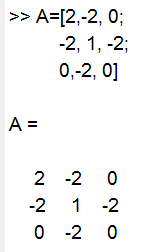 >> A=[2,-2, 0;
-2, 1, -2;
0,-2, 0]
A =
2 -2 0
-2 1 -2
0 -2 0